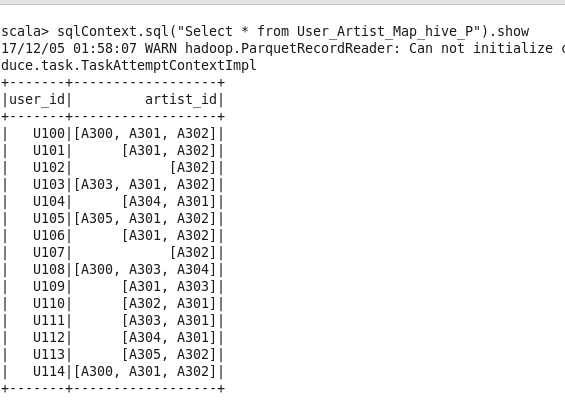 scala> sqlContext.sql("Select * from User_Artist_Map_hive_P").show
17/12/05 01:58:07 WARN hadoop.ParquetRecordReader: Can not initialize c
duce.task.TaskAttemptContextImpl
+-------+------------------+
|user_id|         artist_id|
+-------+------------------+
|   U100|[A300, A301, A302]|
|   U101|      [A301, A302]|
|   U102|            [A302]|
|   U103|[A303, A301, A302]|
|   U104|      [A304, A301]|
|   U105|[A305, A301, A302]|
|   U106|      [A301, A302]|
|   U107|            [A302]|
|   U108|[A300, A303, A304]|
|   U109|      [A301, A303]|
|   U110|      [A302, A301]|
|   U111|      [A303, A301]|
|   U112|      [A304, A301]|
|   U113|      [A305, A302]|
|   U114|[A300, A301, A302]|
+-------+------------------+